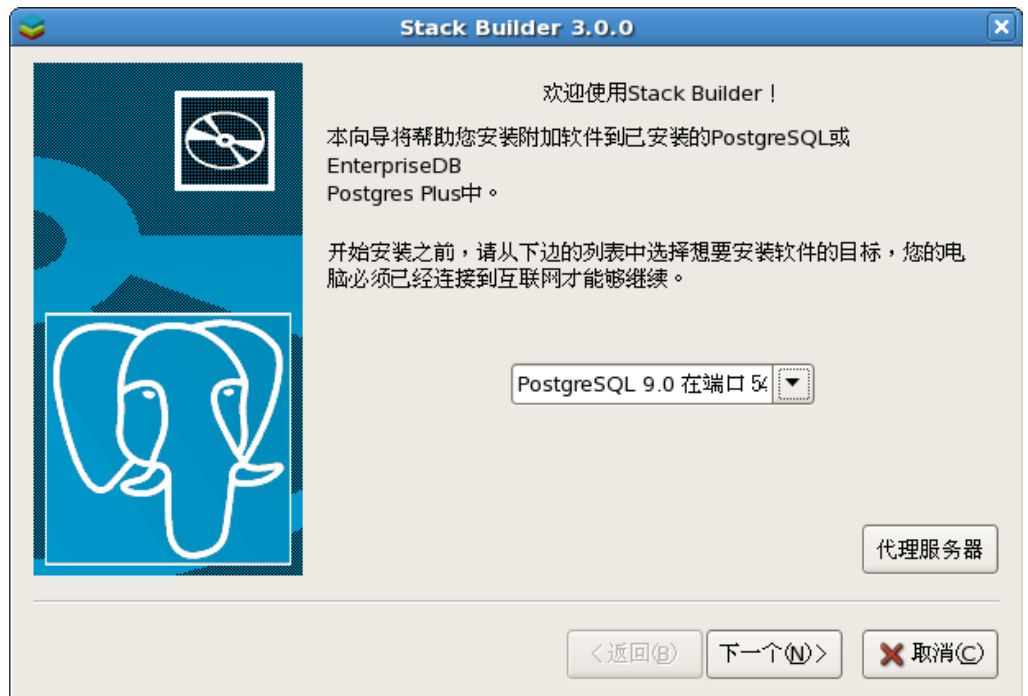 Stack Builder 3.0.0
欢迎使用Stack Builder！
本向导将帮助您安装附加软件到已安装的PostgreSQL或
EnterpriseDB
Postgres Plus中。
开始安装之前，请从下边的列表中选择想要安装软件的目标，您的电
脑必须已经连接到互联网才能够继续。
PostgreSQL 9.0 在端口 5
代理服务器
<返回(B)
下一个(N)>
取消(C)